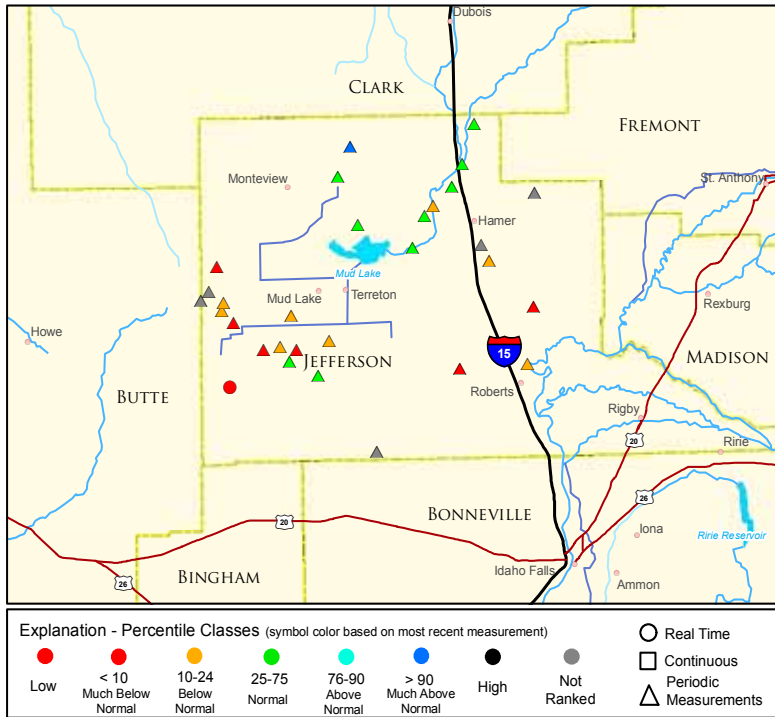 Dubois
CLARK
FREMONT
St. Anthony
Monteview
Hamer
Mud Lake
Mud Lake
Terreton
Rexburg
Howe
15
JEFFERSON
MADISON
BUTTE
Roberts
Rigby
20
Ririe
26
BONNEVILLE
20
Iona
Ririe Reservoir
Idaho Falls
BINGHAM
26
Ammon
Explanation - Percentile Classes (symbol color based on most recent measurement)
Low
< 10
Much Below
Normal
10-24
Below
Normal
25-75
Normal
76-90
Above
Normal
> 90
Much Above
Normal
High
Not
Ranked
Real Time
Continuous
Periodic
Measurements